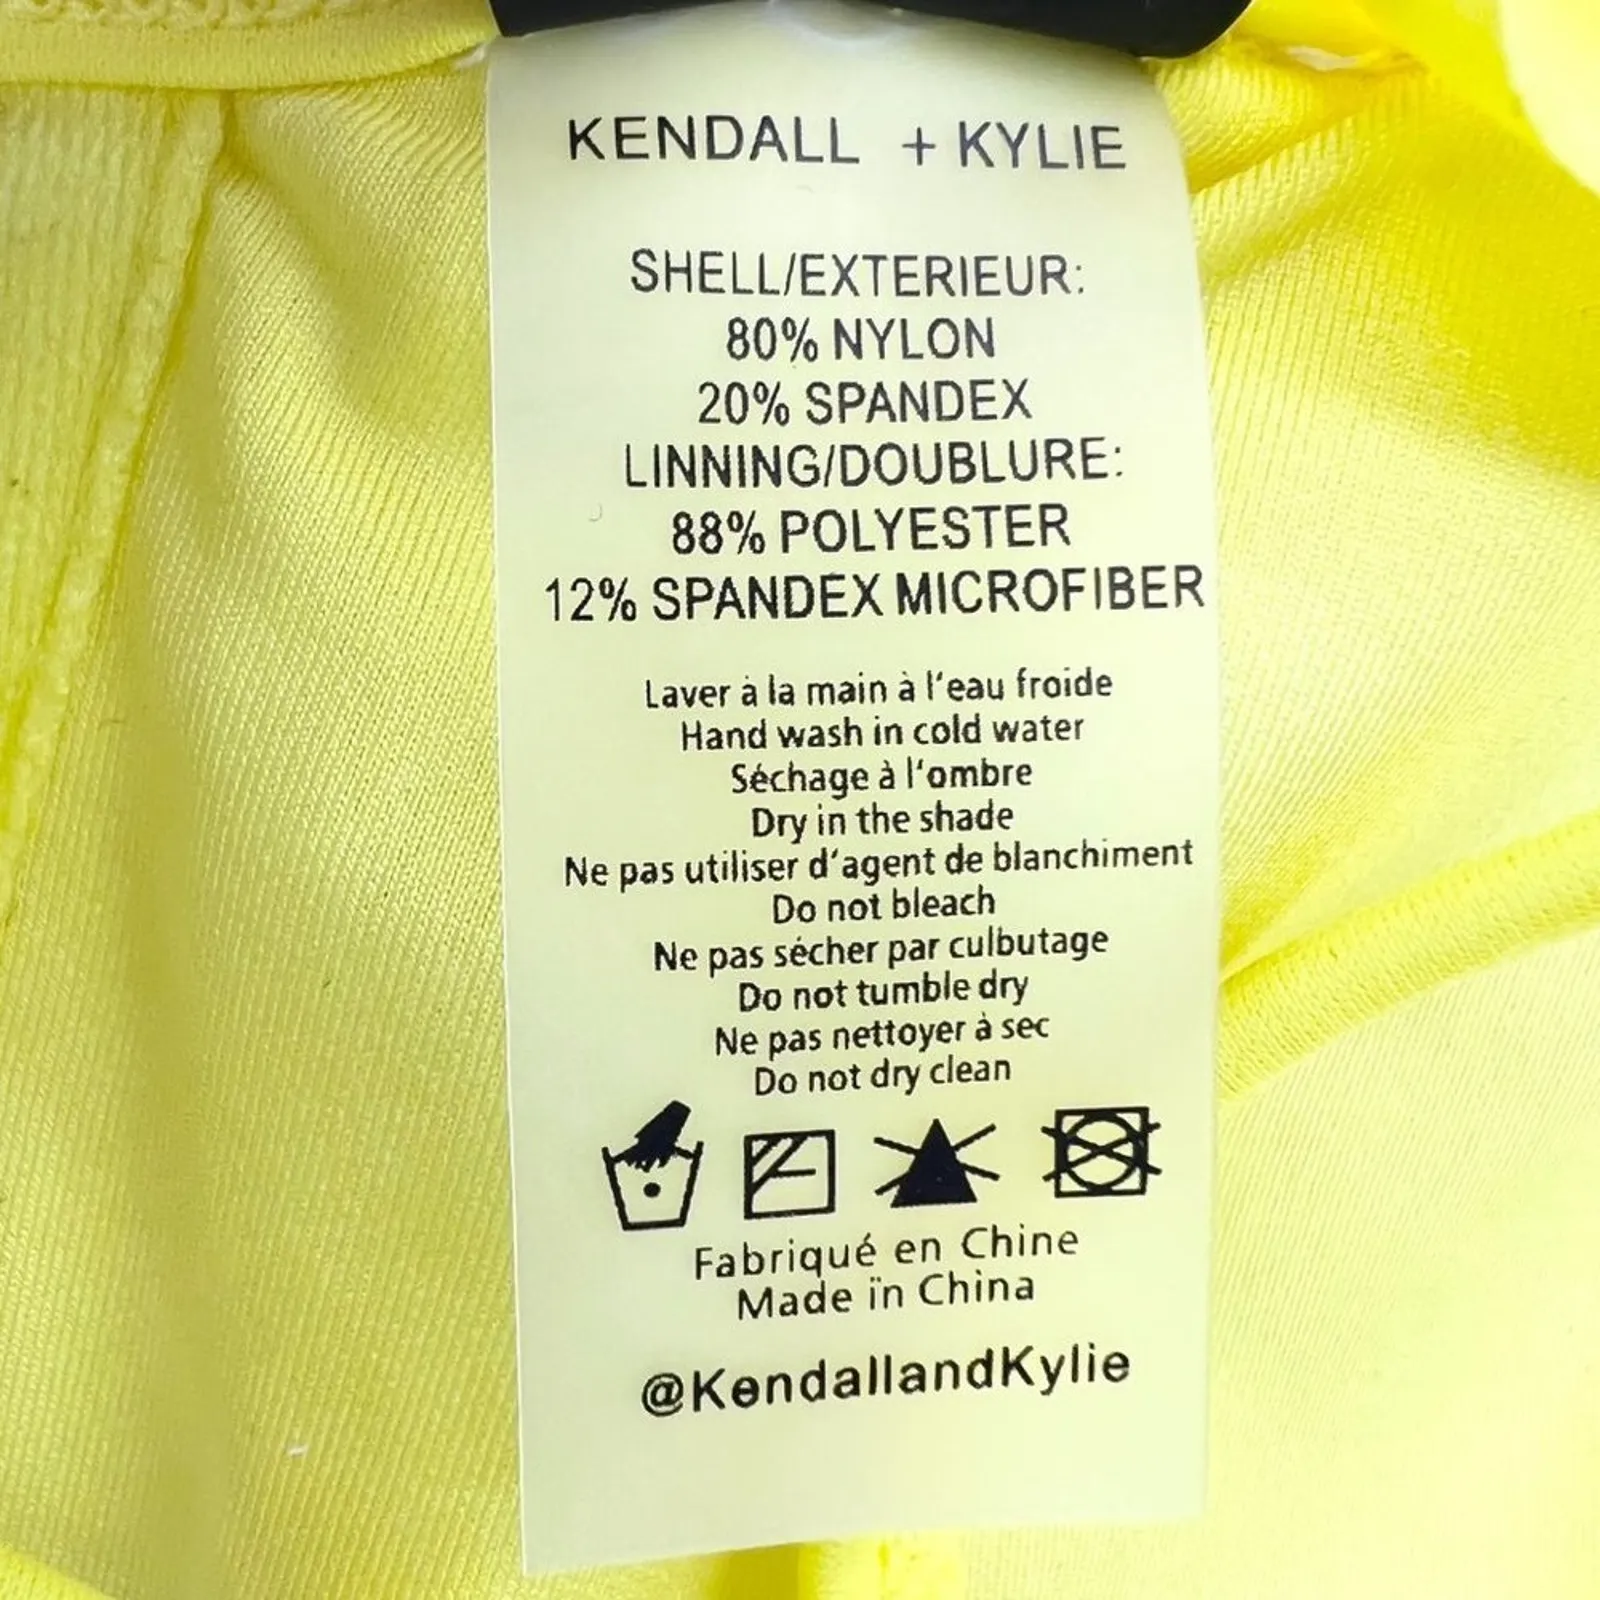 KENDALL + KYLIE
SHELL/EXTERIEUR:
80% NYLON
20% SPANDEX
LINNING/DOUBLURE:
88% POLYESTER
12% SPANDEX MICROFIBER
Laver à la main à l'eau froide
Hand wash in cold water
Séchage à l'ombre
Dry in the shade
Ne pas utiliser d'agent de blanchiment
Do not bleach
Ne pas sécher par culbutage
Do not tumble dry
Ne pas nettoyer à sec
Do not dry clean
Fabriqué en Chine
Made ïn China
@KendallandKylie